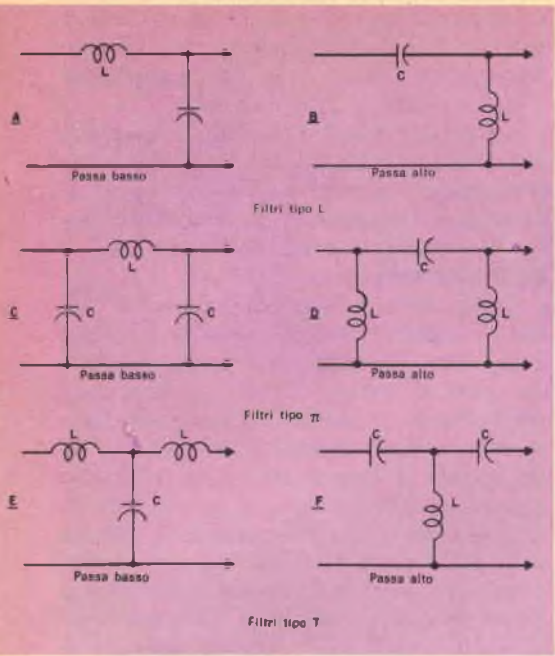 L
C
A
B
L
Passa basso
Passa alto
Filtri tipo L
L
C
C
C
C
D
L
L
Passa basso
Passa alto
Filtri tipo π
L
L
C
C
E
C
F
L
Passa basso
Passa alto
Filtri tipo T